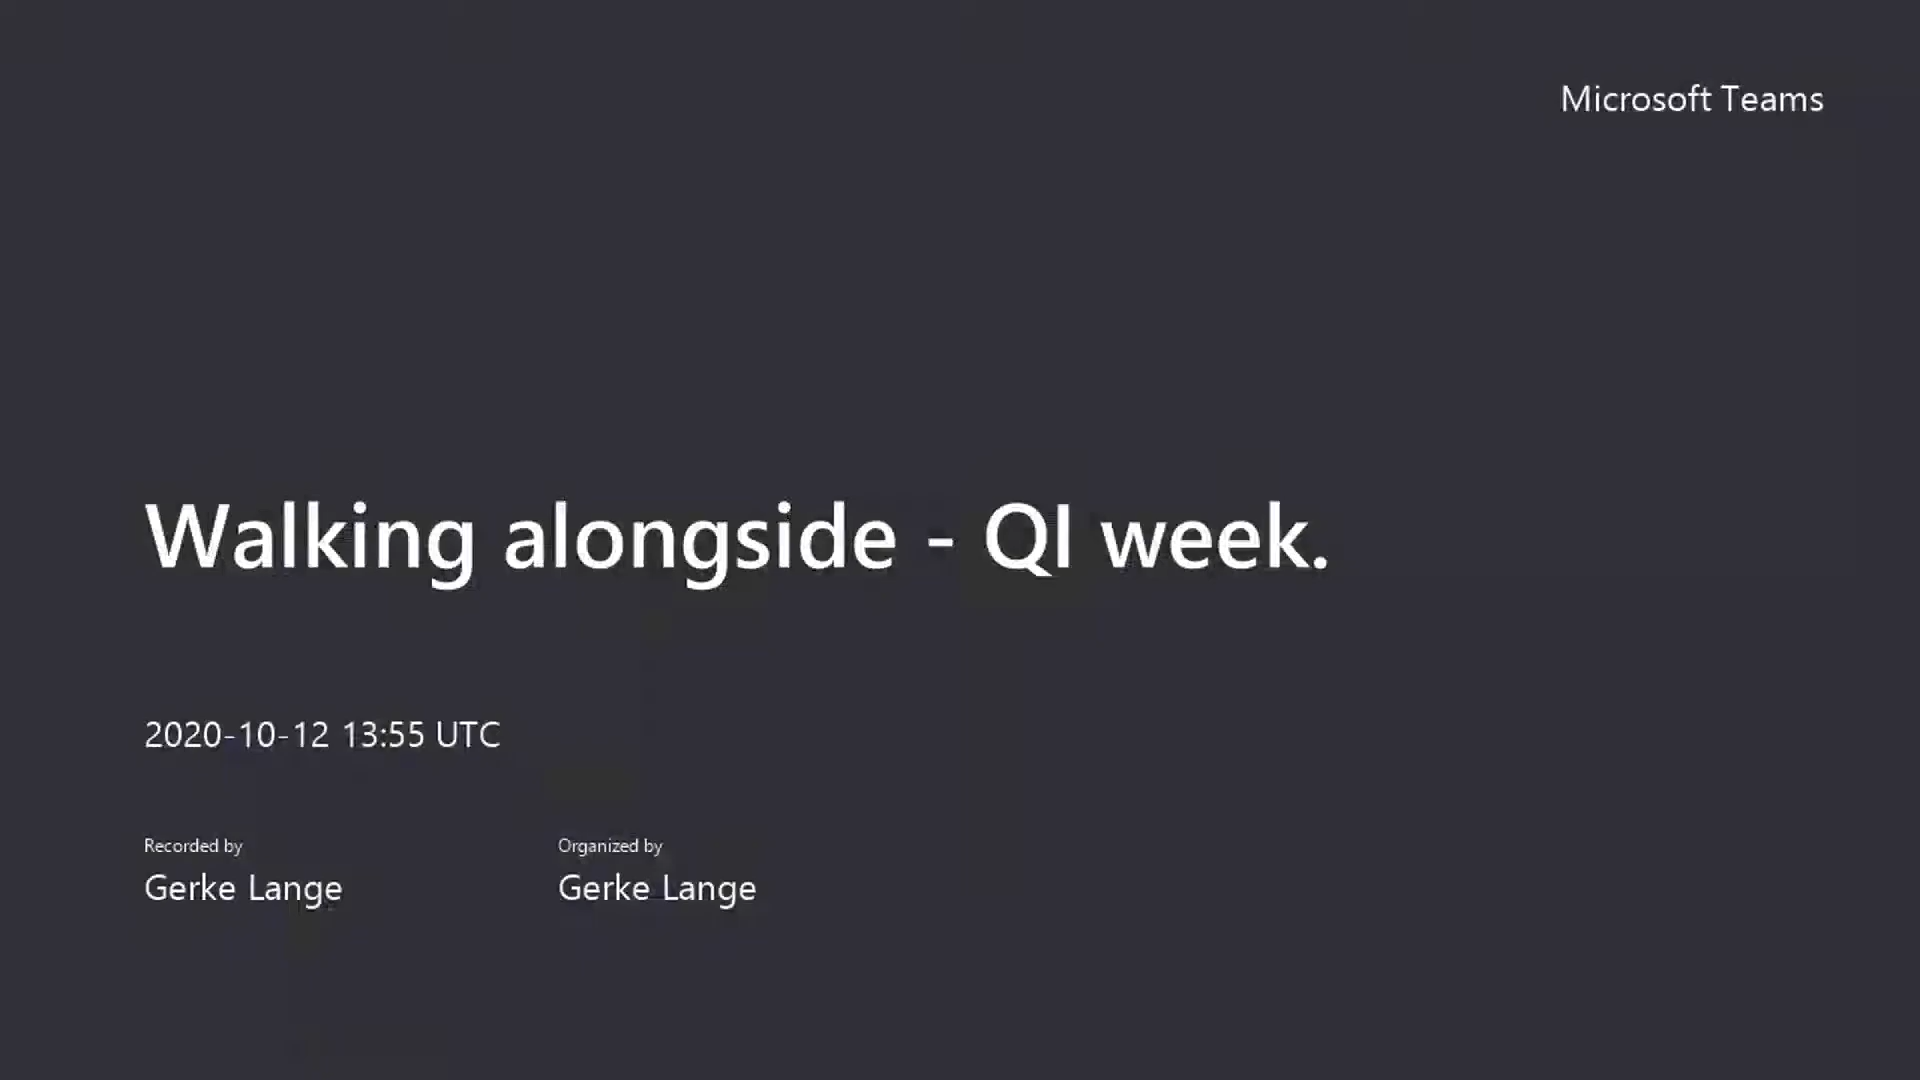 Microsoft Teams
Walking alongside - QI week.
2020-10-12 13:55 UTC
Recorded by
Gerke Lange
Organized by
Gerke Lange